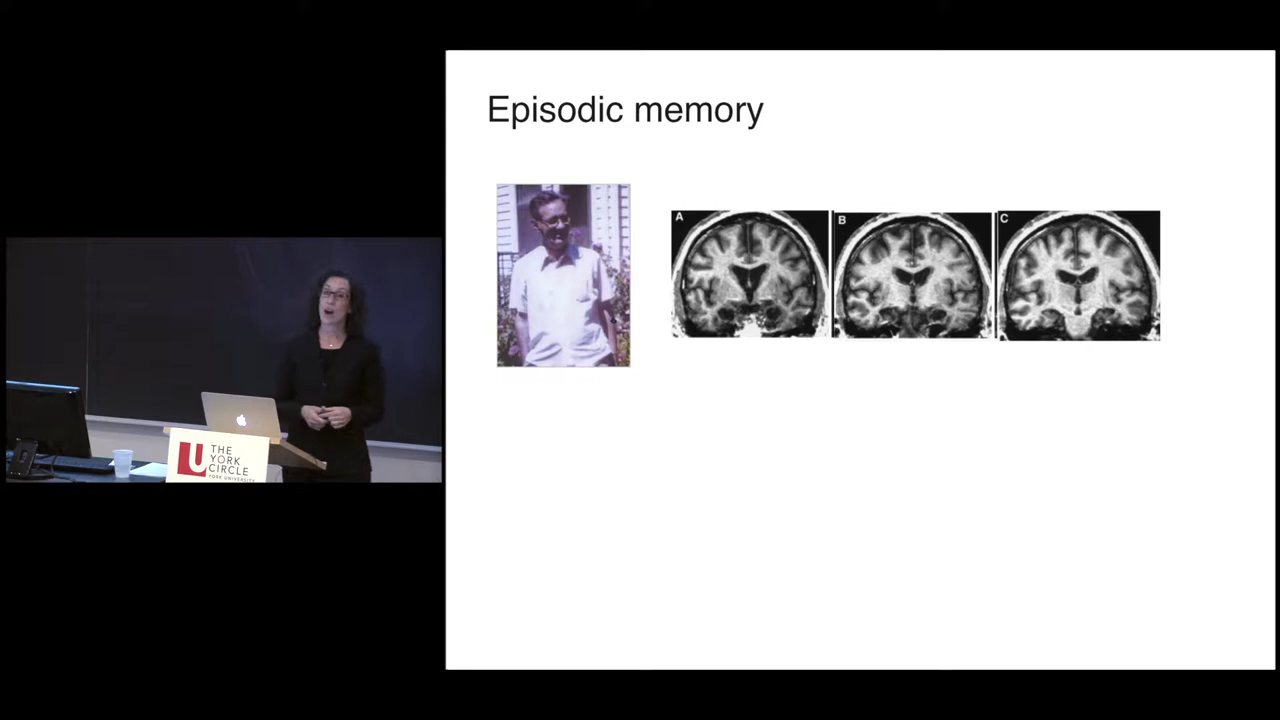 Episodic memory
A
B
C
THE
YORK
CIRCLE
YORK UNIVERSITY